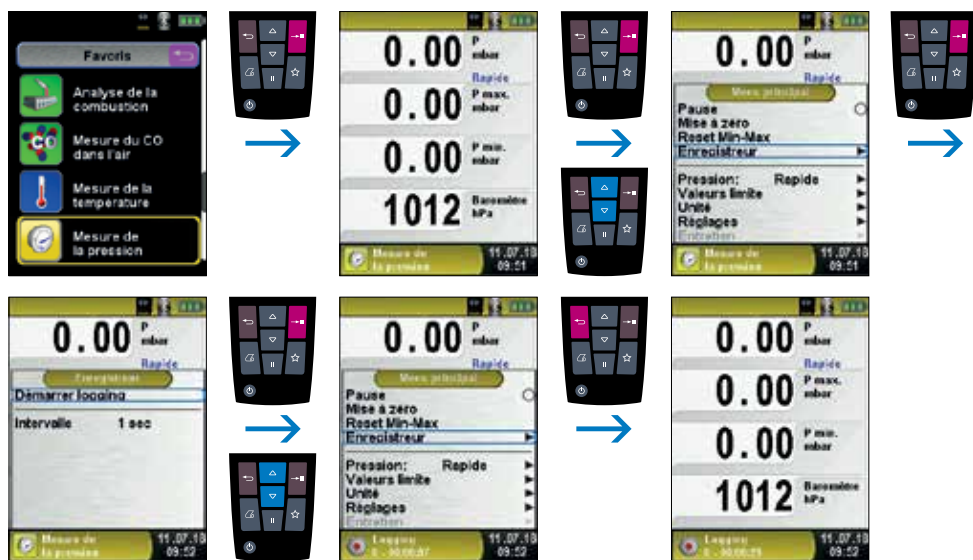 Favoris
Analyse de la
combustion
CO
Mesure du CO
dans l'air
Mesure de la
temperature
Mesure de
la pression
0.00 P
mbar
Rapide
0.00 P max.
mbar
0.00 P min.
mbar
1012 Baromètre
hPa
Mesure de
la pression
11.07.18
09:51
0.00 P
mbar
Rapide
Menu principal
Pause
Mise à zéro
Reset Min-Max
Enregistreur
Pression: Rapide
Valeurs limite
Unité
Réglages
Entretien
Mesure de
la pression
11.07.18
09:51
0.00 P
mbar
Rapide
Enregistreur
Démarrer logging
Intervalle 1 sec
Mesure de
la pression
11.07.18
09:52
0.00 P
mbar
Rapide
Menu principal
Pause
Mise à zéro
Reset Min-Max
Enregistreur
Pression: Rapide
Valeurs limite
Unité
Réglages
Entretien
Logging
11.07.18
09:52
0.00 P
mbar
Rapide
0.00 P max.
mbar
0.00 P min.
mbar
1012 Baromètre
hPa
Logging
11.07.18
09:52